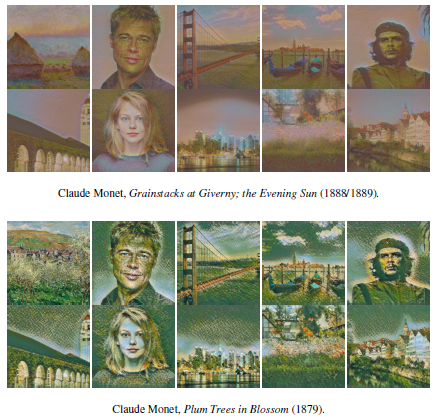 Claude Monet, Grainstacks at Giverny; the Evening Sun (1888/1889).
Claude Monet, Plum Trees in Blossom (1879).